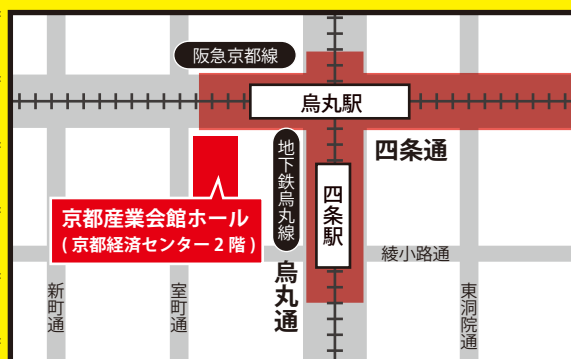 阪急京都線
烏丸駅
四条通
地下鉄烏丸線
四条駅
京都産業会館ホール
(京都経済センター2階)
綾小路通
烏丸通
新町通
室町通
東洞院通